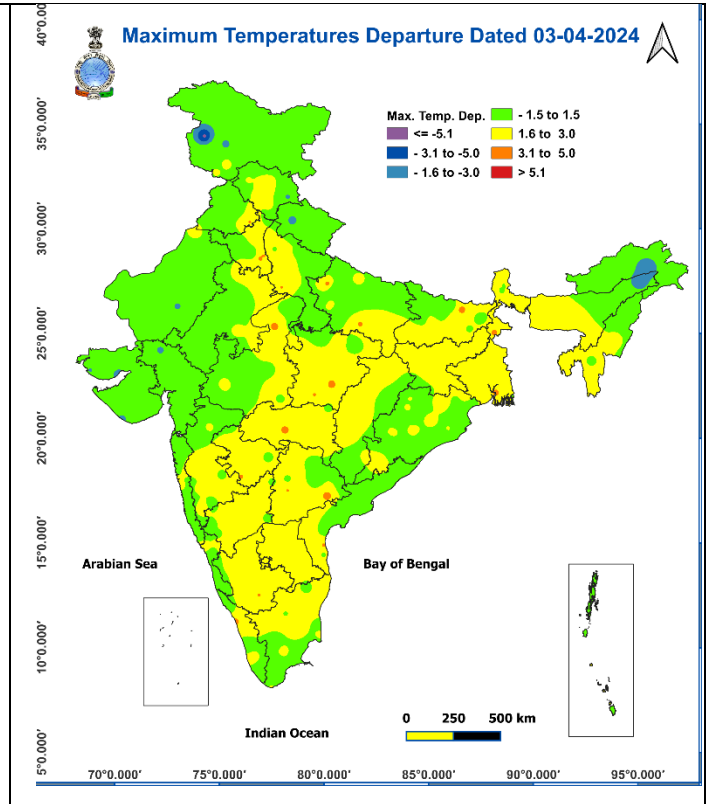 Maximum Temperatures Departure Dated 03-04-2024
Max. Temp. Dep.
<= -5.1
- 3.1 to -5.0
- 1.6 to -3.0
- 1.5 to 1.5
1.6 to 3.0
3.1 to 5.0
> 5.1
40°0.00
35°0.000'
30°0.000'
25°0.000'
20°0.000'
15°0.000'
10°0.000'
5°0.000'
Arabian Sea
Bay of Bengal
Indian Ocean
0 250 500 km
70°0.000' 75°0.000' 80°0.000' 85°0.000' 90°0.000' 95°0.000'